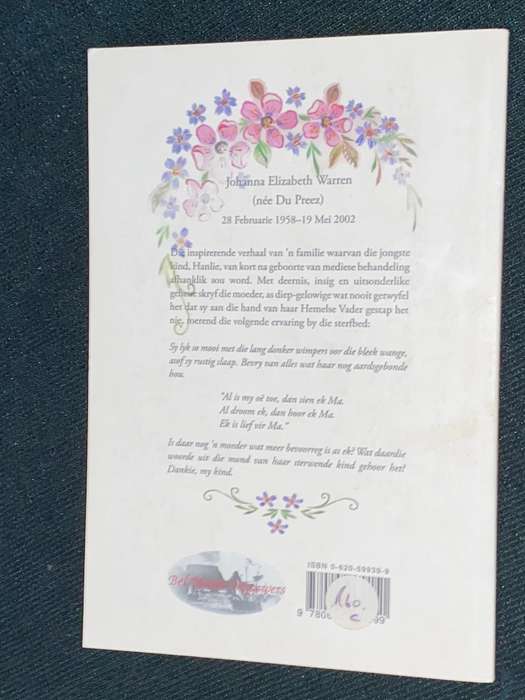 Johanna Elizabeth Warren
(née Du Preez)
28 Februarie 1958–19 Mei 2002
Die inspirerende verhaal van 'n familie waarvan die jongste
kind, Hanlie, van kort na geboorte van mediese behandeling
afhanklik sou word. Met deernis, insig en uitsonderlike
geloof skryf die moeder, as diep-gelowige wat nooit getwyfel
het dat sy aan die hand van haar Hemelse Vader gestap het
nie, roerend die volgende ervaring by die sterfbed:
Sy lyk so mooi met die lang donker wimpers oor die bleek wange,
asof sy rustig slaap. Bevry van alles wat haar nog aardsgebonde
hou.
"Al is my oë toe, dan sien ek Ma.
Al droom ek, dan hoor ek Ma.
Ek is lief vir Ma."
Is daar nog 'n moeder wat meer bevoorreg is as ek? Wat daardie
woorde uit die mond van haar sterwende kind gehoor het!
Dankie, my kind.
ISBN 0-620-59939-9
160.
c